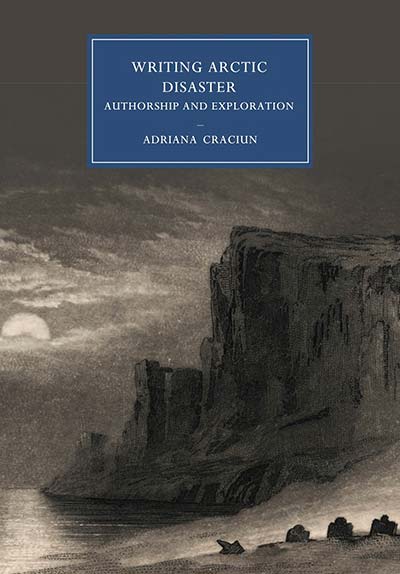 WRITING ARCTIC
DISASTER
AUTHORSHIP AND EXPLORATION
ADRIANA CRACIUN